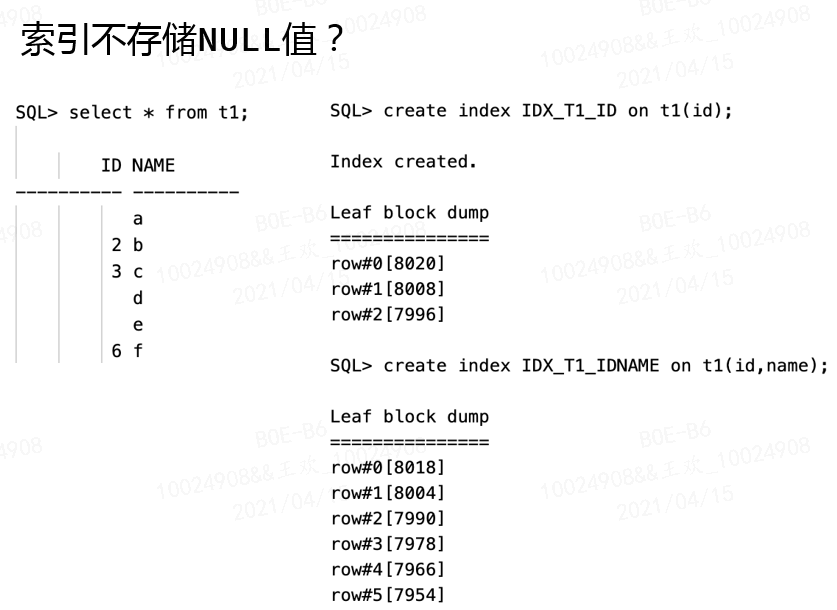 索引不存储NULL值？
SQL> select * from t1;
ID NAME
---------- ----------
a
2 b
3 c
d
e
6 f
SQL> create index IDX_T1_ID on t1(id);
Index created.
Leaf block dump
===============
row#0[8020]
row#1[8008]
row#2[7996]
SQL> create index IDX_T1_IDNAME on t1(id,name);
Leaf block dump
===============
row#0[8018]
row#1[8004]
row#2[7990]
row#3[7978]
row#4[7966]
row#5[7954]
BOE-B6
10024908&&王欢_10024908
2021/04/15